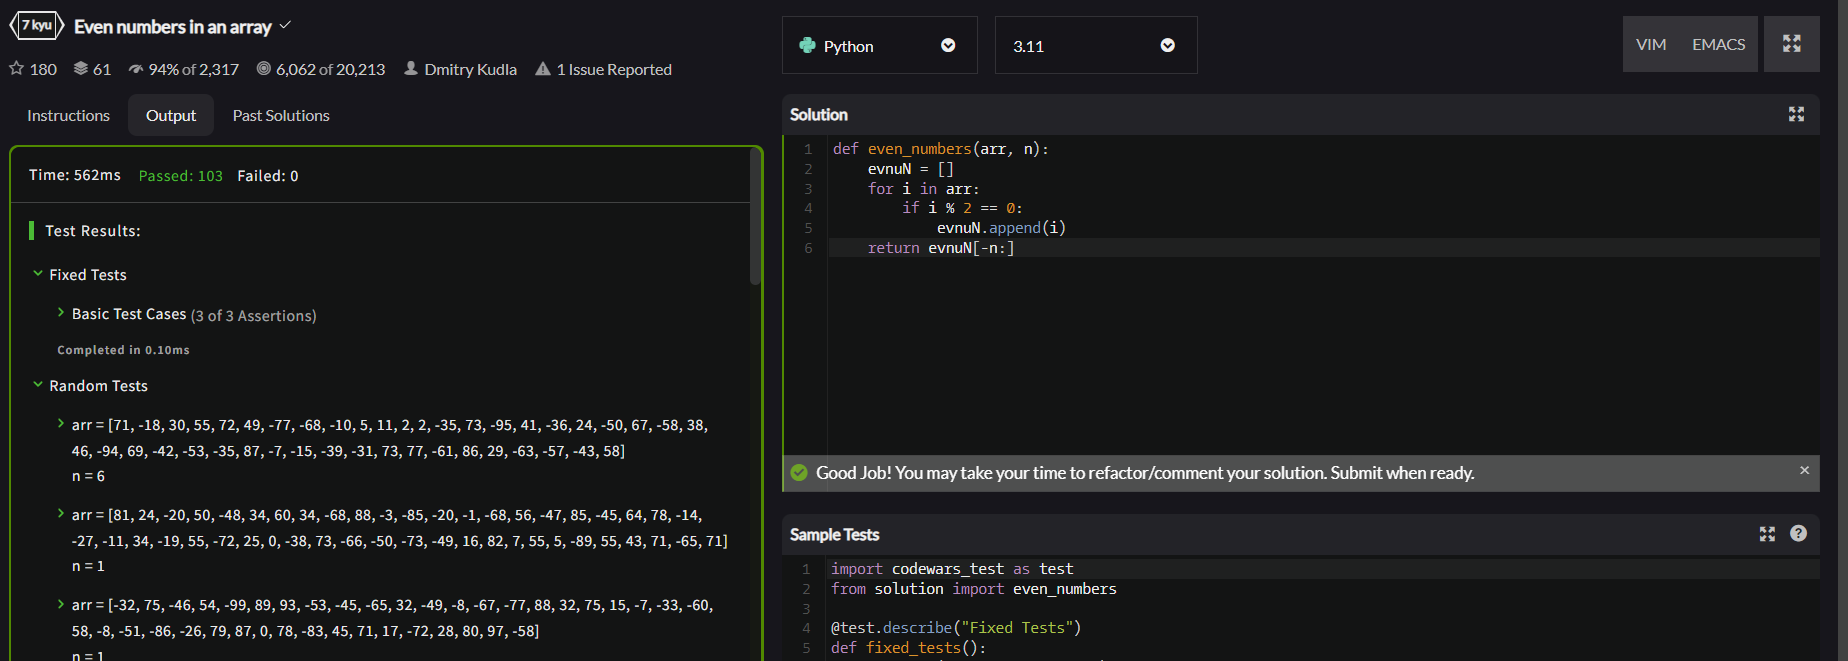 7 kyu Even numbers in an array
180 61 94% of 2,317 6,062 of 20,213 Dmitry Kudla 1 Issue Reported
Instructions Output Past Solutions
Time: 562ms Passed: 103 Failed: 0
Test Results:
Fixed Tests
Basic Test Cases (3 of 3 Assertions)
Completed in 0.10ms
Random Tests
arr = [71, -18, 30, 55, 72, 49, -77, -68, -10, 5, 11, 2, 2, -35, 73, -95, 41, -36, 24, -50, 67, -58, 38,
46, -94, 69, -42, -53, -35, 87, -7, -15, -39, -31, 73, 77, -61, 86, 29, -63, -57, -43, 58]
n = 6
arr = [81, 24, -20, 50, -48, 34, 60, 34, -68, 88, -3, -85, -20, -1, -68, 56, -47, 85, -45, 64, 78, -14,
-27, -11, 34, -19, 55, -72, 25, 0, -38, 73, -66, -50, -73, -49, 16, 82, 7, 55, 5, -89, 55, 43, 71, -65, 71]
n = 1
arr = [-32, 75, -46, 54, -99, 89, 93, -53, -45, -65, 32, -49, -8, -67, -77, 88, 32, 75, 15, -7, -33, -60,
58, -8, -51, -86, -26, 79, 87, 0, 78, -83, 45, 71, 17, -72, 28, 80, 97, -58]
n = 1
Python 3.11 VIM EMACS
Solution
1 def even_numbers(arr, n):
2 evnuN = []
3 for i in arr:
4 if i % 2 == 0:
5 evnuN.append(i)
6 return evnuN[-n:]
Good Job! You may take your time to refactor/comment your solution. Submit when ready.
Sample Tests
1 import codewars_test as test
2 from solution import even_numbers
3
4 @test.describe("Fixed Tests")
5 def fixed_tests():